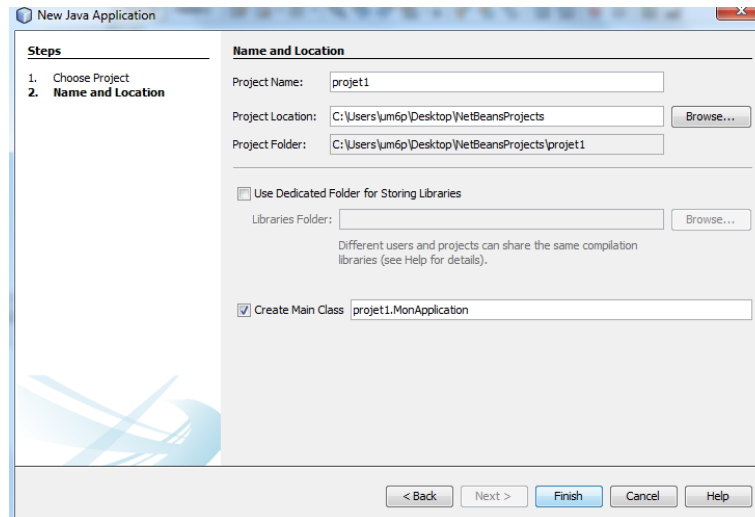 New Java Application
Steps
1. Choose Project
2. Name and Location
Name and Location
Project Name: projet1
Project Location: C:\Users\um6p\Desktop\NetBeansProjects Browse...
Project Folder: C:\Users\um6p\Desktop\NetBeansProjects\projet1
Use Dedicated Folder for Storing Libraries
Libraries Folder: Browse...
Different users and projects can share the same compilation
libraries (see Help for details).
Create Main Class projet1.MonApplication
< Back Next > Finish Cancel Help